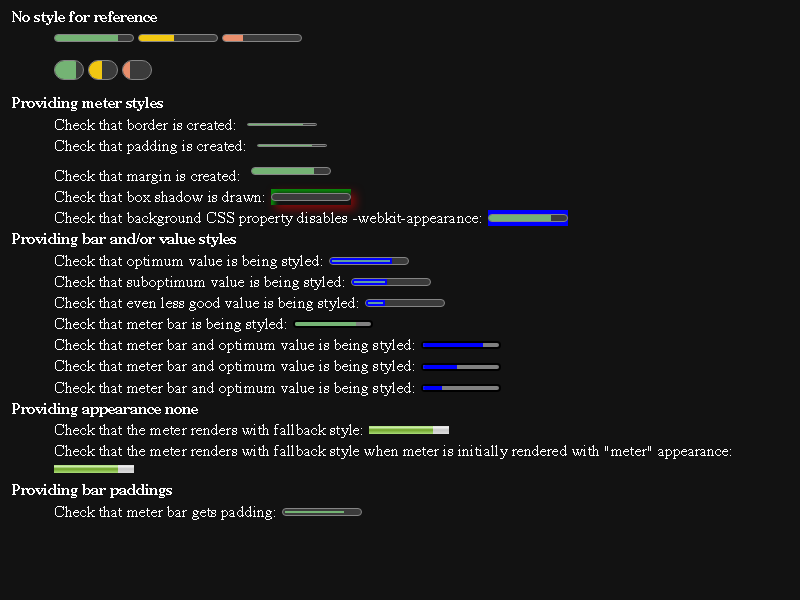 No style for reference
Providing meter styles
Check that border is created:
Check that padding is created:
Check that margin is created:
Check that box shadow is drawn:
Check that background CSS property disables -webkit-appearance:
Providing bar and/or value styles
Check that optimum value is being styled:
Check that suboptimum value is being styled:
Check that even less good value is being styled:
Check that meter bar is being styled:
Check that meter bar and optimum value is being styled:
Check that meter bar and optimum value is being styled:
Check that meter bar and optimum value is being styled:
Providing appearance none
Check that the meter renders with fallback style:
Check that the meter renders with fallback style when meter is initially rendered with "meter" appearance:
Providing bar paddings
Check that meter bar gets padding: